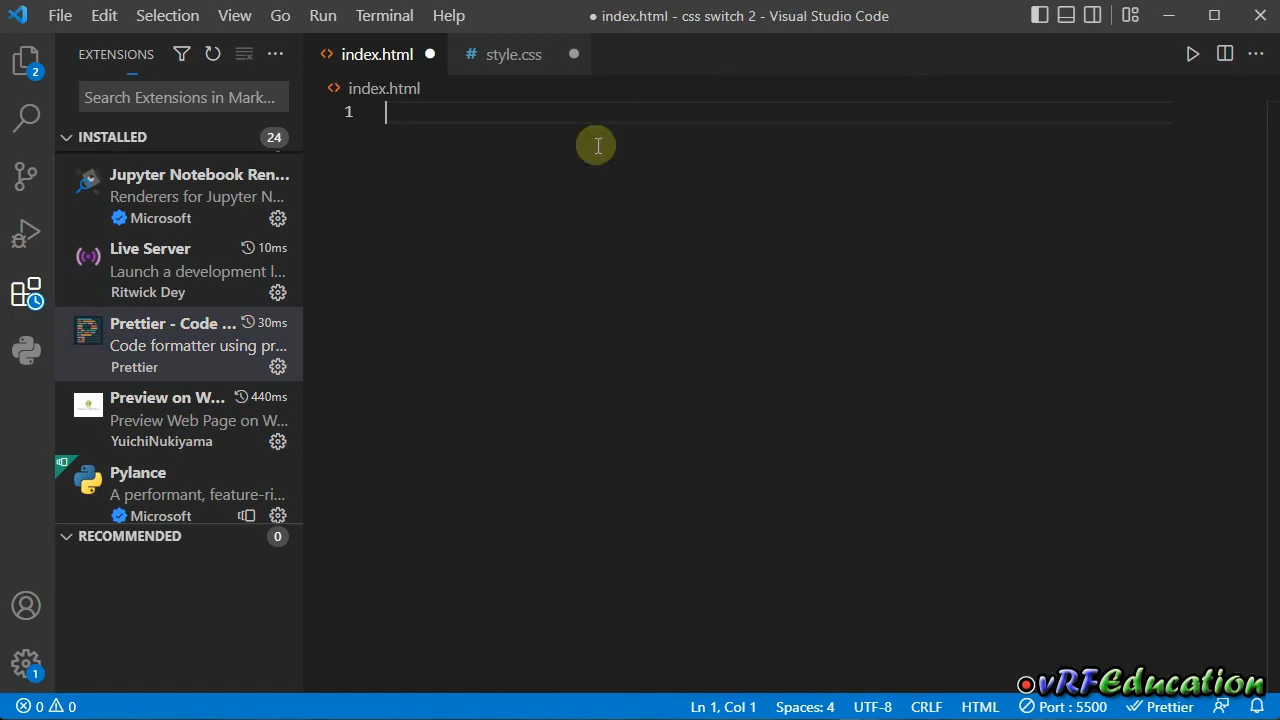 File Edit Selection View Go Run Terminal Help
● index.html - css switch 2 - Visual Studio Code
EXTENSIONS
index.html
# style.css
2
Search Extensions in Mark...
index.html
INSTALLED 24
1
Jupyter Notebook Ren...
Renderers for Jupyter N...
Microsoft
Live Server 10ms
Launch a development l...
Ritwick Dey
Prettier - Code ... 30ms
Code formatter using pr...
Prettier
Preview on W... 440ms
Preview Web Page on W...
YuichiNukiyama
Pylance
A performant, feature-ri...
Microsoft
RECOMMENDED 0
1
vRFEducation
0 0
Ln 1, Col 1 Spaces: 4 UTF-8 CRLF HTML Port : 5500 Prettier